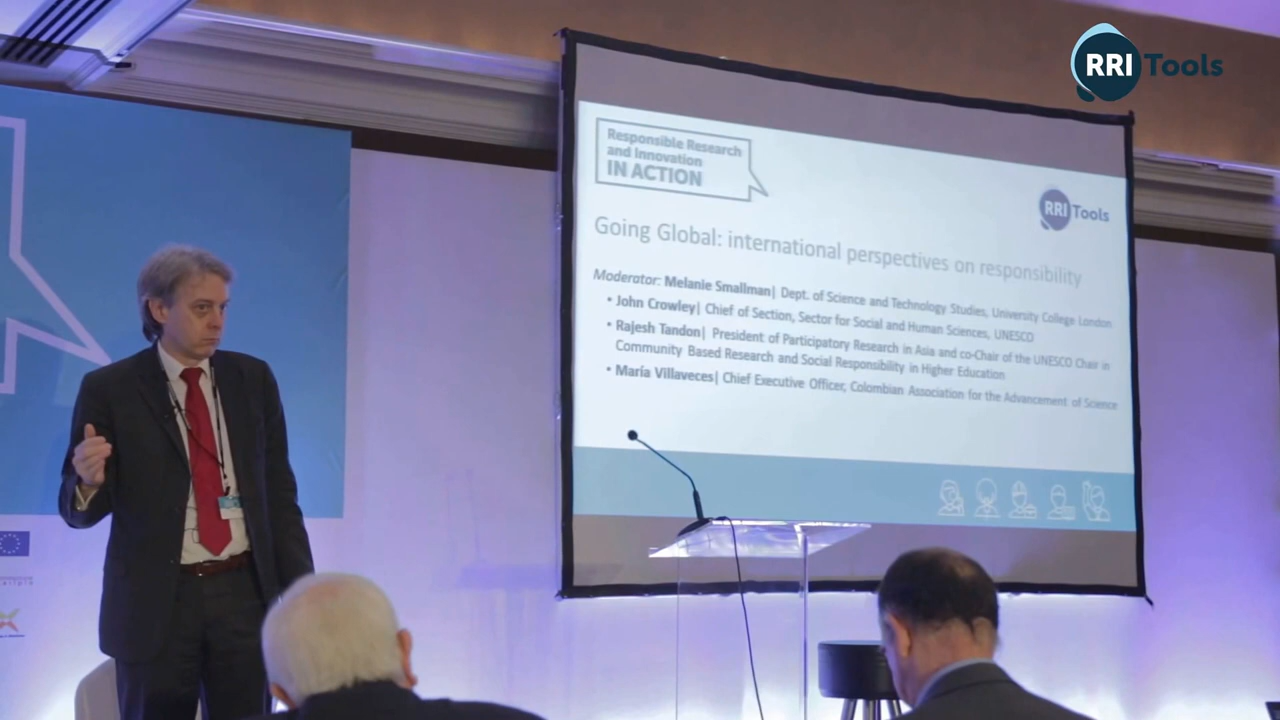 RRI Tools
Responsible Research
and Innovation
IN ACTION
RRI Tools
Going Global: international perspectives on responsibility
Moderator: Melanie Smallman| Dept. of Science and Technology Studies, University College London
• John Crowley| Chief of Section, Sector for Social and Human Sciences, UNESCO
• Rajesh Tandon| President of Participatory Research in Asia and co-Chair of the UNESCO Chair in
Community Based Research and Social Responsibility in Higher Education
• María Villaveces| Chief Executive Officer, Colombian Association for the Advancement of Science